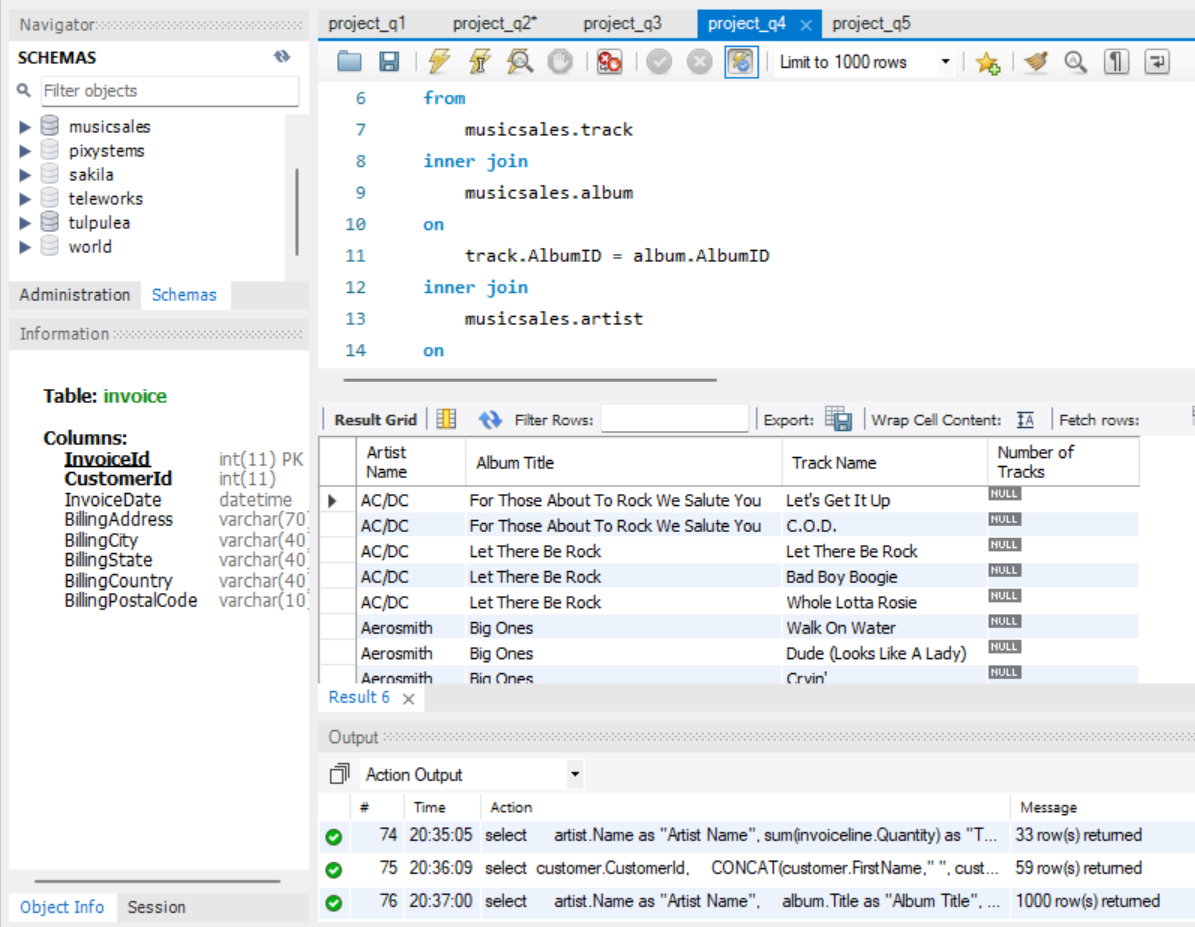 Navigator
project_q1 project_q2* project_q3 project_q4 project_q5
SCHEMAS
Limit to 1000 rows
Filter objects
musicsales
pixystems
sakila
teleworks
tulpulea
world
Administration Schemas
6 from
7 musicsales.track
8 inner join
9 musicsales.album
10 on
11 track.AlbumID = album.AlbumID
12 inner join
13 musicsales.artist
14 on
Information
Table: invoice
Columns:
InvoiceId int(11) PK
CustomerId int(11)
InvoiceDate datetime
BillingAddress varchar(70)
BillingCity varchar(40)
BillingState varchar(40)
BillingCountry varchar(40)
BillingPostalCode varchar(10)
Object Info Session
Result Grid Filter Rows: Export: Wrap Cell Content: Fetch rows:
Artist Name Album Title Track Name Number of Tracks
AC/DC For Those About To Rock We Salute You Let's Get It Up NULL
AC/DC For Those About To Rock We Salute You C.O.D. NULL
AC/DC Let There Be Rock Let There Be Rock NULL
AC/DC Let There Be Rock Bad Boy Boogie NULL
AC/DC Let There Be Rock Whole Lotta Rosie NULL
Aerosmith Big Ones Walk On Water NULL
Aerosmith Big Ones Dude (Looks Like A Lady) NULL
Aerosmith Big Ones Cryin' NULL
Result 6
Output
Action Output
# Time Action Message
74 20:35:05 select artist.Name as "Artist Name", sum(invoiceline.Quantity) as "T... 33 row(s) returned
75 20:36:09 select customer.CustomerId, CONCAT(customer.FirstName," ", cust... 59 row(s) returned
76 20:37:00 select artist.Name as "Artist Name", album.Title as "Album Title", ... 1000 row(s) returned